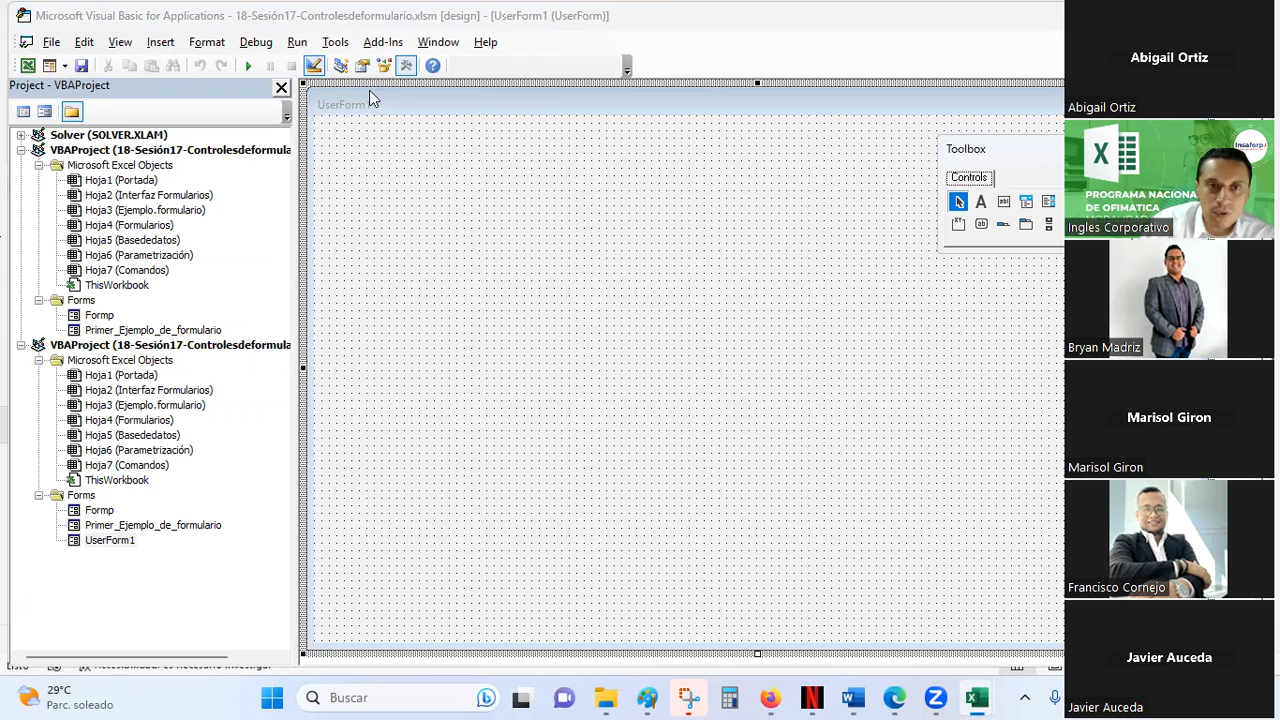 Microsoft Visual Basic for Applications - 18-Sesión17-Controlesdeformulario.xlsm [design] - [UserForm1 (UserForm)]
File Edit View Insert Format Debug Run Tools Add-Ins Window Help
Project - VBAProject
Solver (SOLVER.XLAM)
VBAProject (18-Sesión17-Controlesdeformula
Microsoft Excel Objects
Hoja1 (Portada)
Hoja2 (Interfaz Formularios)
Hoja3 (Ejemplo.formulario)
Hoja4 (Formularios)
Hoja5 (Basededatos)
Hoja6 (Parametrización)
Hoja7 (Comandos)
ThisWorkbook
Forms
Formp
Primer_Ejemplo_de_formulario
VBAProject (18-Sesión17-Controlesdeformula
Microsoft Excel Objects
Hoja1 (Portada)
Hoja2 (Interfaz Formularios)
Hoja3 (Ejemplo.formulario)
Hoja4 (Formularios)
Hoja5 (Basededatos)
Hoja6 (Parametrización)
Hoja7 (Comandos)
ThisWorkbook
Forms
Formp
Primer_Ejemplo_de_formulario
UserForm1
UserForm
Toolbox
Controls
Abigail Ortiz
Abigail Ortiz
Insaforp
PROGRAMA NACIONA
DE OFIMATICA
Ingles Corporativo
Bryan Madriz
Marisol Giron
Marisol Giron
Francisco Cornejo
Javier Auceda
Javier Auceda
29°C
Parc. soleado
Buscar